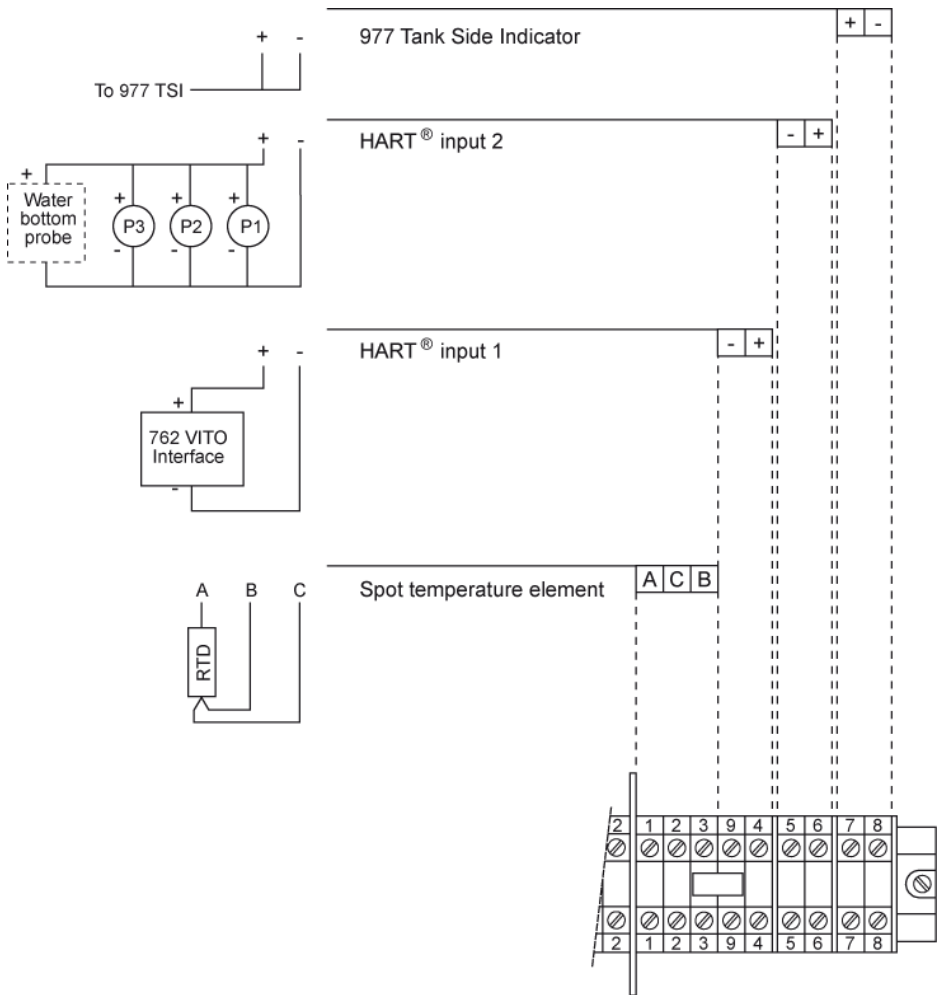 + -
977 Tank Side Indicator
+ -
To 977 TSI
+ -
HART® input 2
- +
+
Water
bottom
probe
+ + +
P3 P2 P1
- - -
+ -
HART® input 1
- +
+
762 VITO
Interface
-
A B C
Spot temperature element
A C B
RTD
2 1 2 3 9 4 5 6 7 8
2 1 2 3 9 4 5 6 7 8